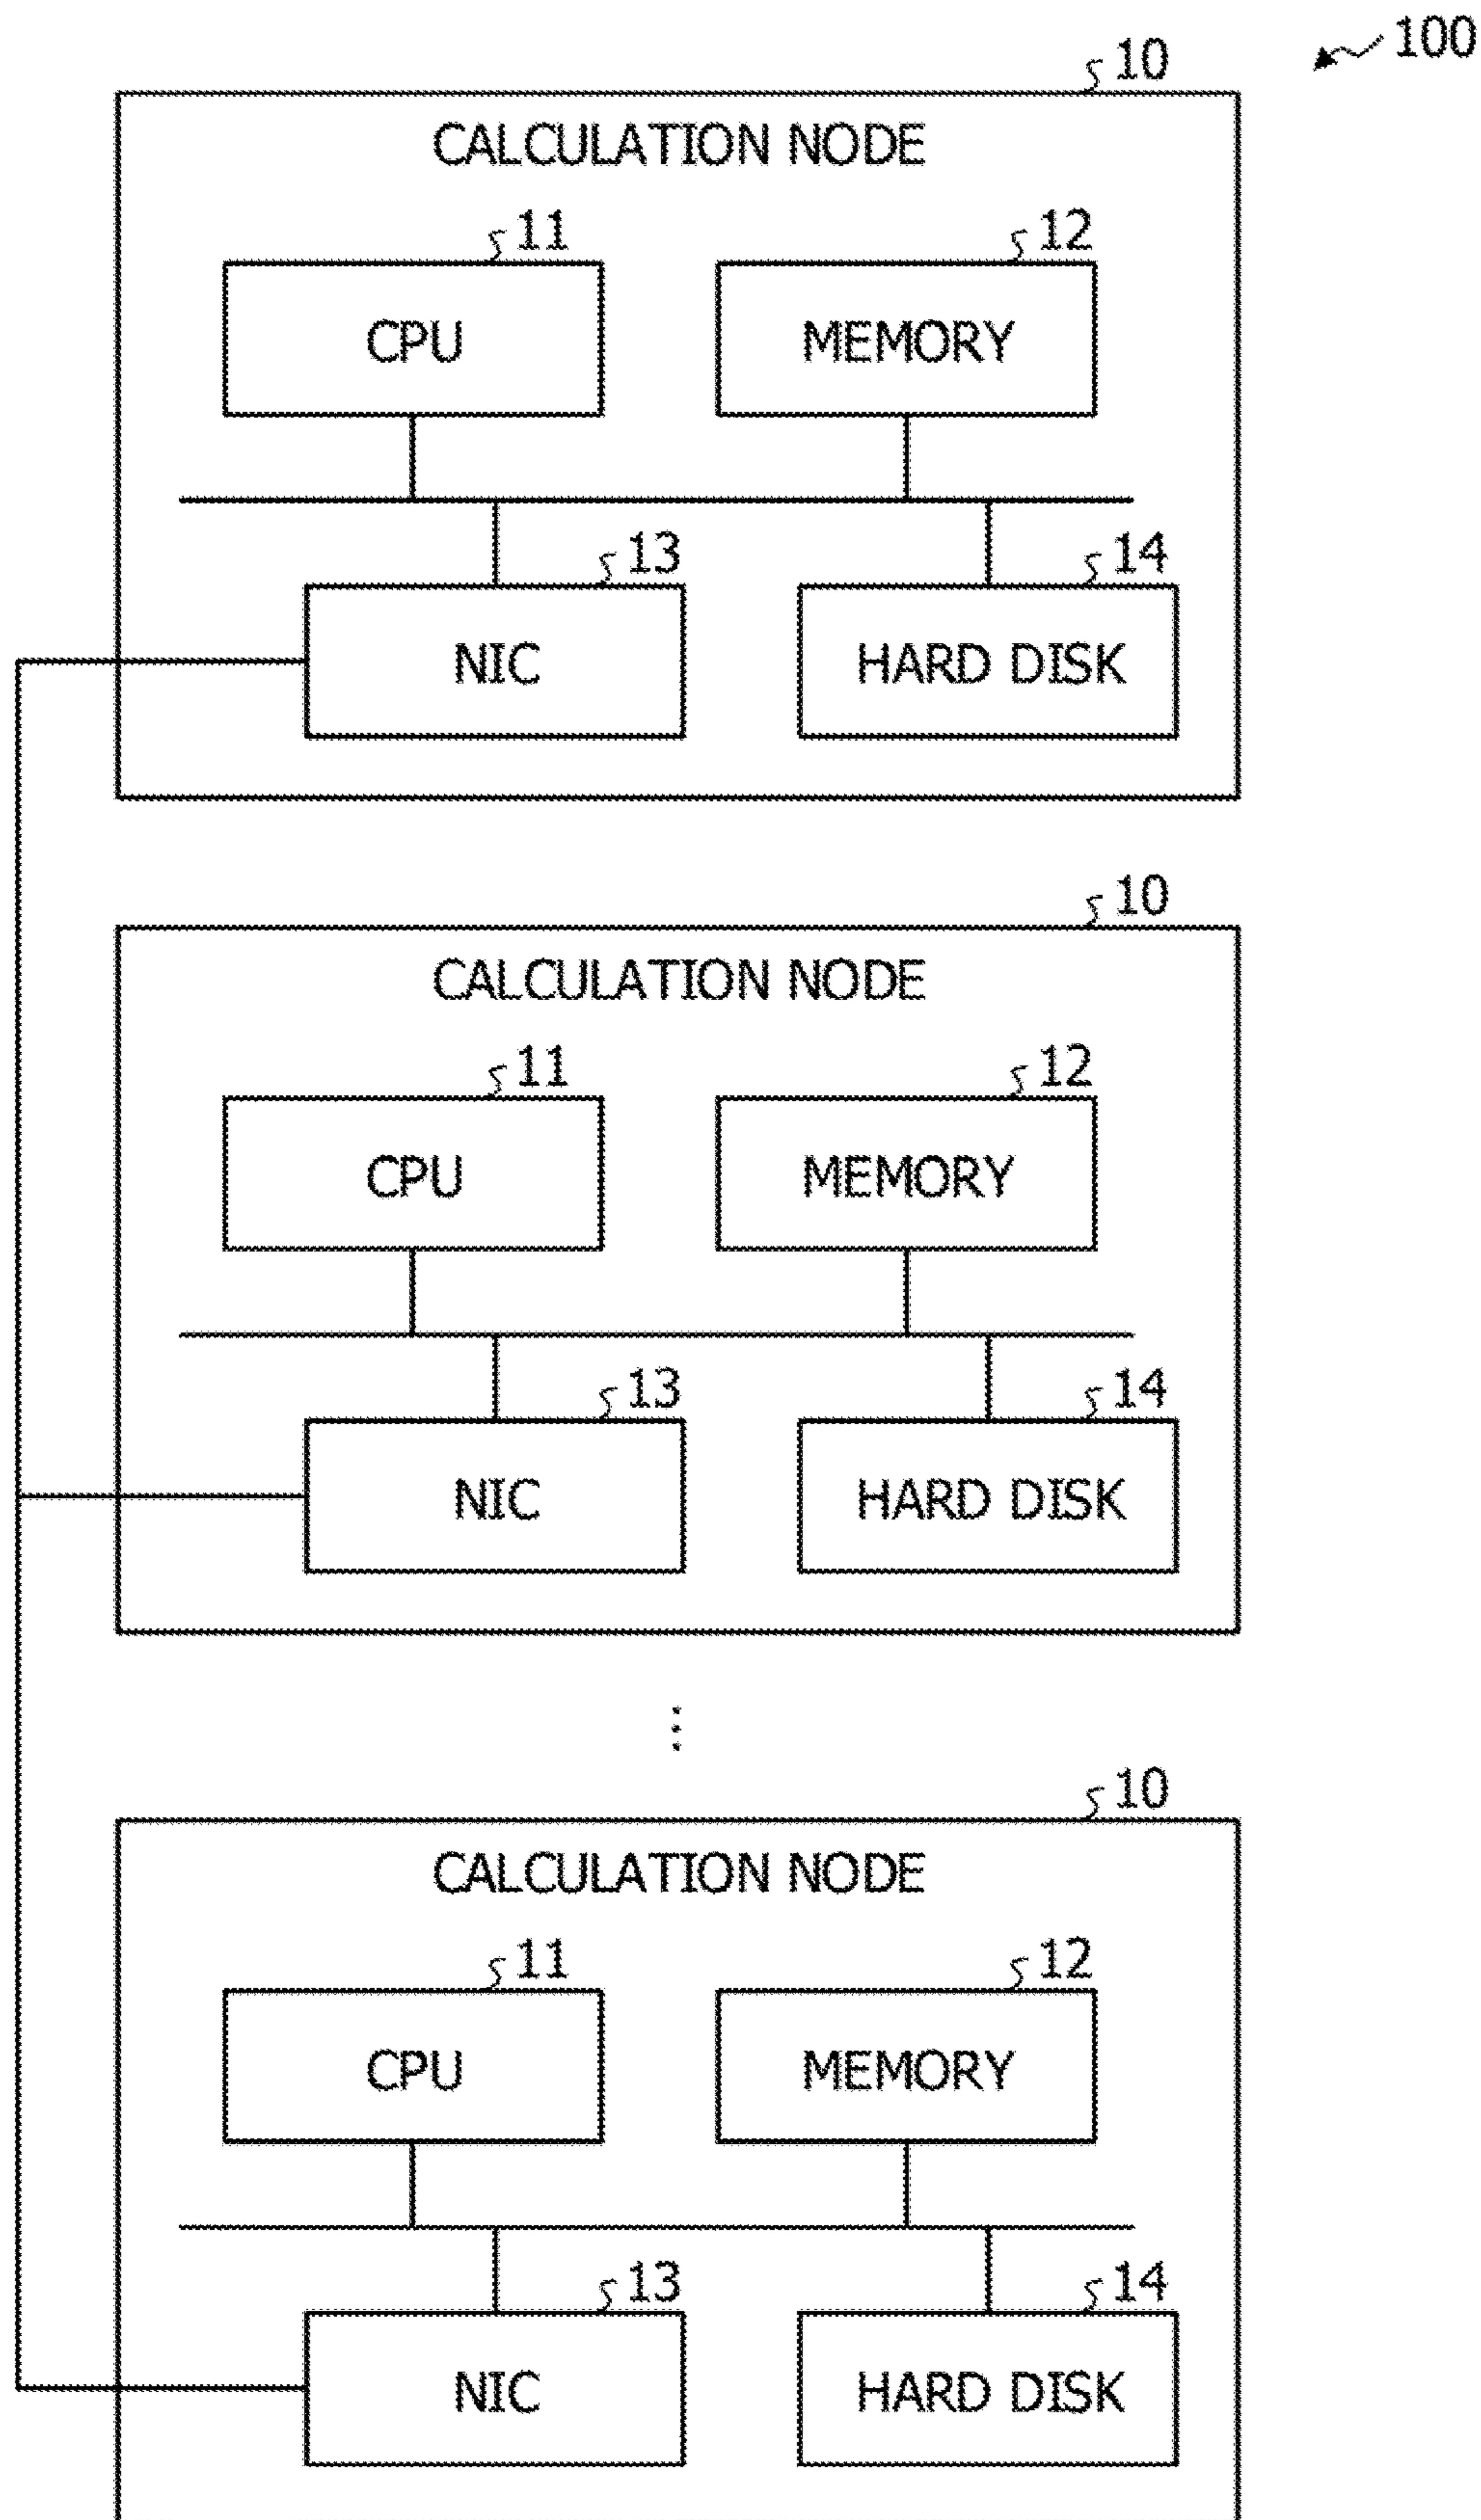 100
10
CALCULATION NODE
11 12
CPU MEMORY
13 14
NIC HARD DISK
10
CALCULATION NODE
11 12
CPU MEMORY
13 14
NIC HARD DISK
⋮
10
CALCULATION NODE
11 12
CPU MEMORY
13 14
NIC HARD DISK